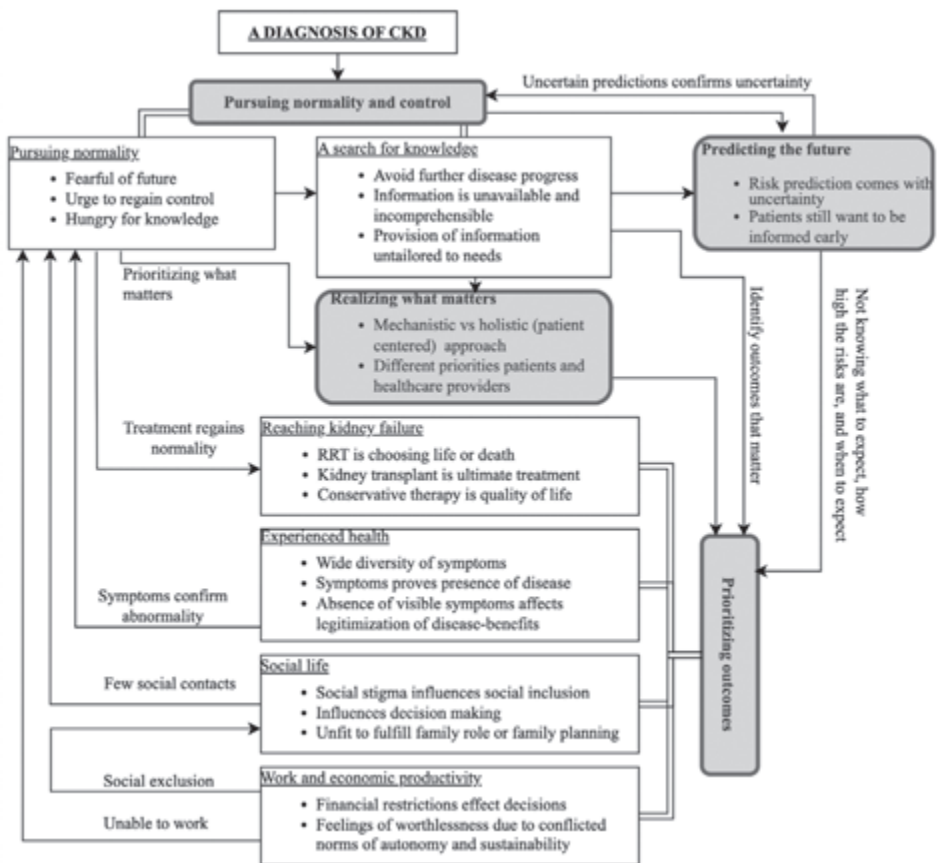 A DIAGNOSIS OF CKD
Pursuing normality and control
Uncertain predictions confirms uncertainty
Pursuing normality
• Fearful of future
• Urge to regain control
• Hungry for knowledge
A search for knowledge
• Avoid further disease progress
• Information is unavailable and
incomprehensible
• Provision of information
untailored to needs
Predicting the future
• Risk prediction comes with
uncertainty
• Patients still want to be
informed early
Prioritizing what
matters
Realizing what matters
• Mechanistic vs holistic (patient
centered) approach
• Different priorities patients and
healthcare providers
Identify outcomes that matter
Not knowing what to expect, how
high the risks are, and when to expect
Treatment regains
normality
Reaching kidney failure
• RRT is choosing life or death
• Kidney transplant is ultimate treatment
• Conservative therapy is quality of life
Experienced health
• Wide diversity of symptoms
• Symptoms proves presence of disease
• Absence of visible symptoms affects
legitimization of disease-benefits
Symptoms confirm
abnormality
Prioritizing outcomes
Social life
• Social stigma influences social inclusion
• Influences decision making
• Unfit to fulfill family role or family planning
Few social contacts
Social exclusion
Work and economic productivity
• Financial restrictions effect decisions
• Feelings of worthlessness due to conflicted
norms of autonomy and sustainability
Unable to work